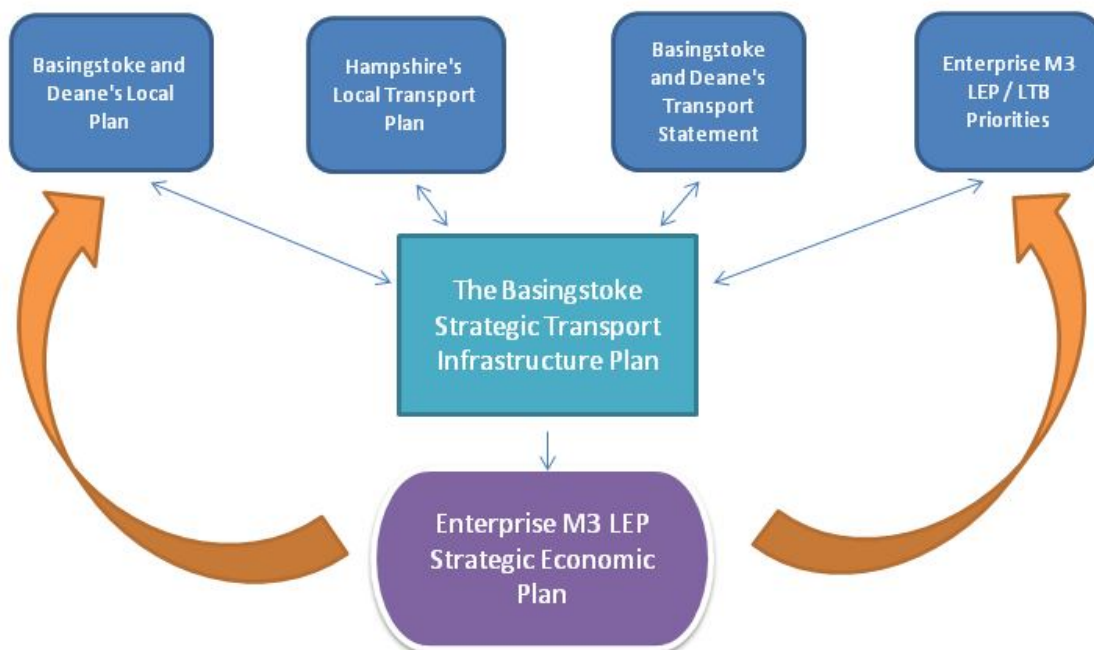 Basingstoke and
Deane's Local
Plan
Hampshire's
Local Transport
Plan
Basingstoke
and Deane's
Transport
Statement
Enterprise M3
LEP / LTB
Priorities
The Basingstoke
Strategic Transport
Infrastructure Plan
Enterprise M3 LEP
Strategic Economic
Plan